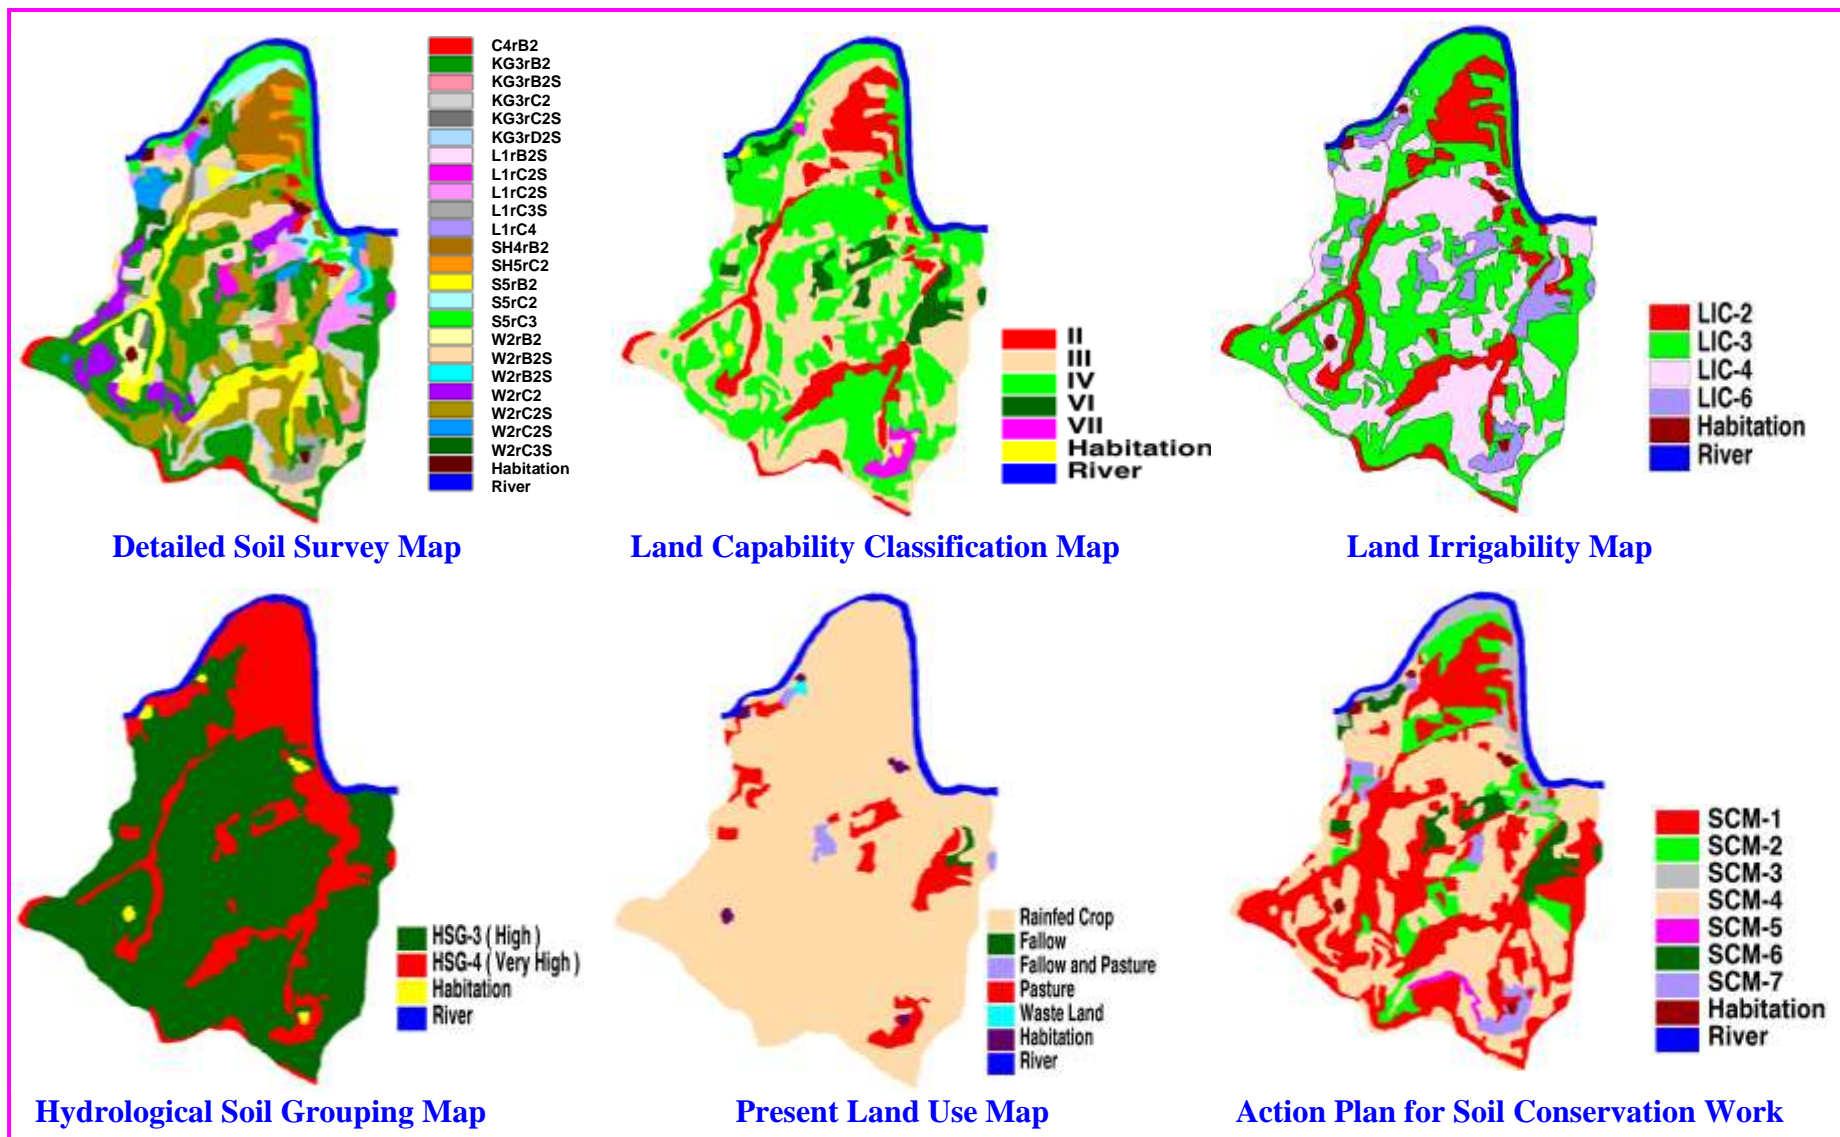 C4rB2
KG3rB2
KG3rB2S
KG3rC2
KG3rC2S
KG3rD2S
L1rB2S
L1rC2S
L1rC2S
L1rC3S
L1rC4
SH4rB2
SH5rC2
S5rB2
S5rC2
S5rC3
W2rB2
W2rB2S
W2rB2S
W2rC2
W2rC2S
W2rC2S
W2rC3S
Habitation
River
Detailed Soil Survey Map
II
III
IV
VI
VII
Habitation
River
Land Capability Classification Map
LIC-2
LIC-3
LIC-4
LIC-6
Habitation
River
Land Irrigability Map
HSG-3 ( High )
HSG-4 ( Very High )
Habitation
River
Hydrological Soil Grouping Map
Rainfed Crop
Fallow
Fallow and Pasture
Pasture
Waste Land
Habitation
River
Present Land Use Map
SCM-1
SCM-2
SCM-3
SCM-4
SCM-5
SCM-6
SCM-7
Habitation
River
Action Plan for Soil Conservation Work